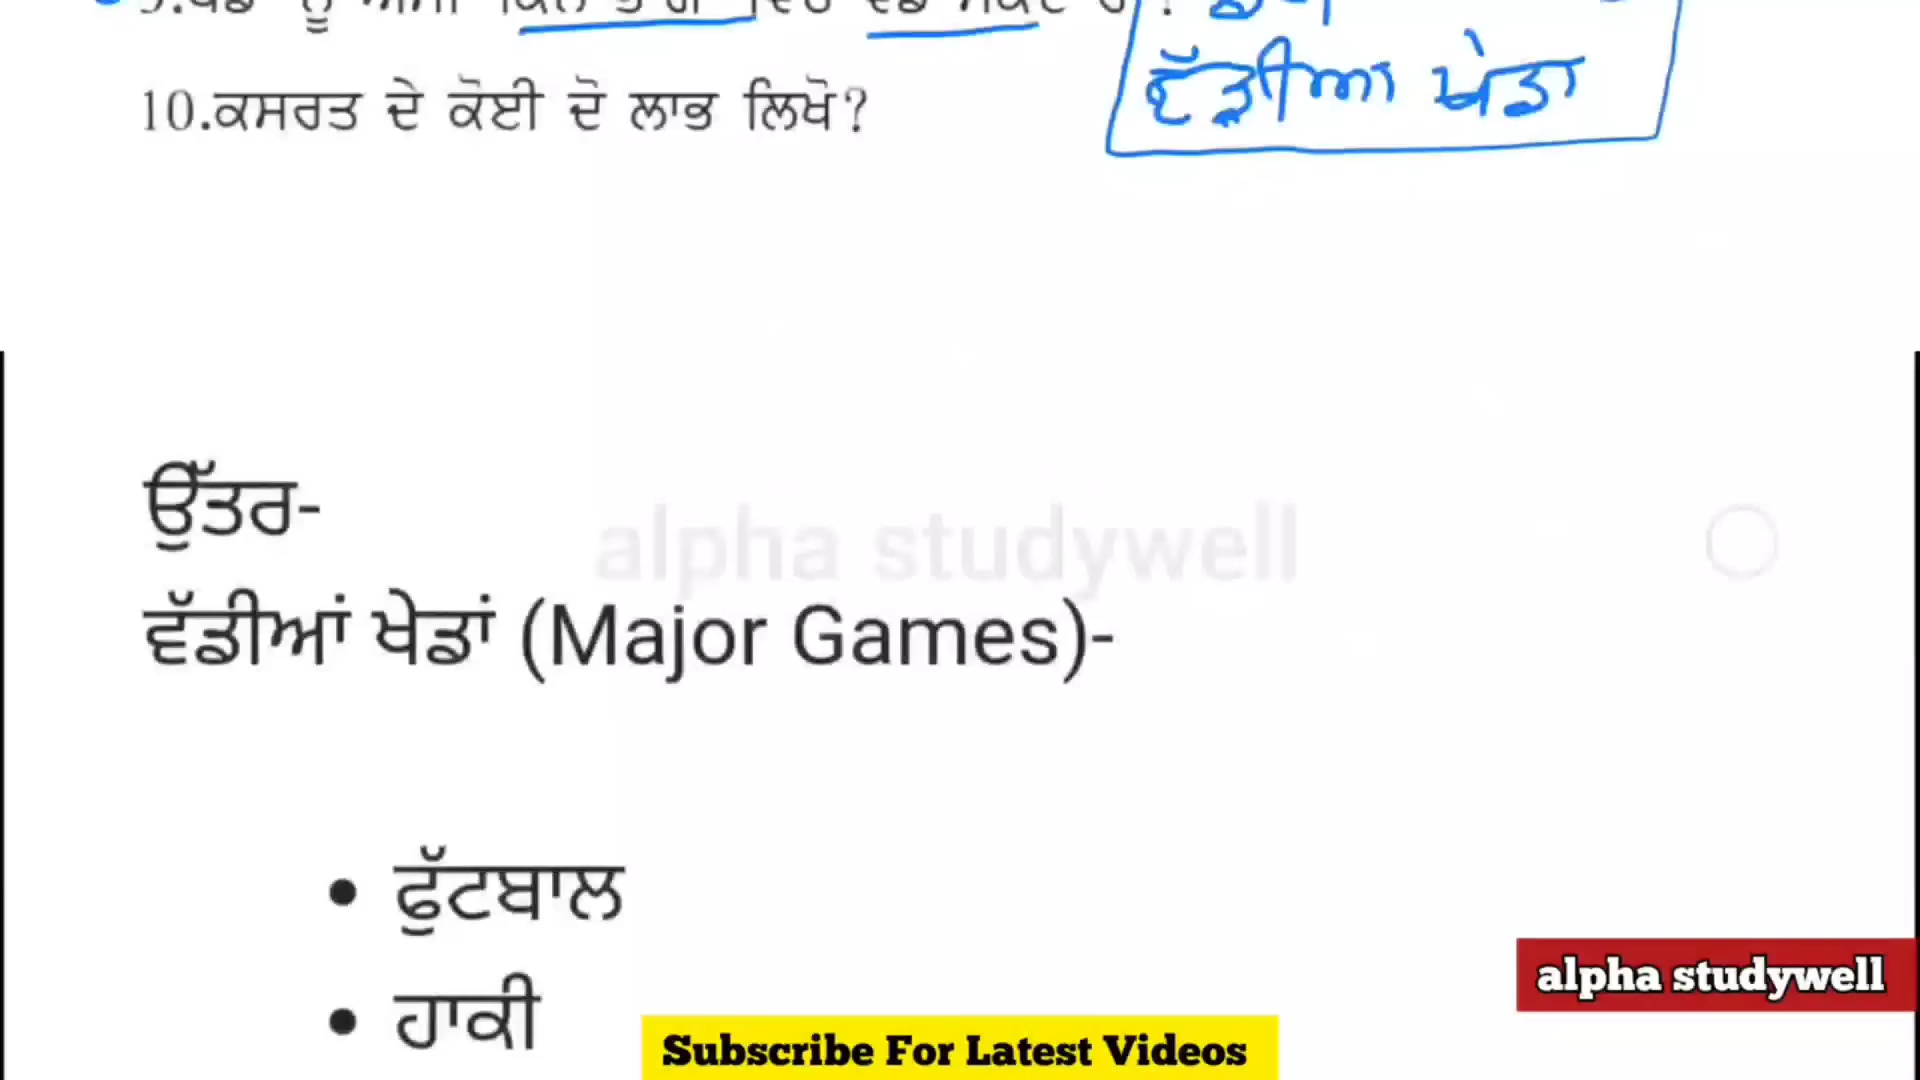 10.ਕਸਰਤ ਦੇ ਕੋਈ ਦੋ ਲਾਭ ਲਿਖੋ?
ਵੱਡੀਆ ਖੇਡਾ
ਉੱਤਰ-
alpha studywell
ਵੱਡੀਆਂ ਖੇਡਾਂ (Major Games)-
• ਫੁੱਟਬਾਲ
• ਹਾਕੀ
alpha studywell
Subscribe For Latest Videos